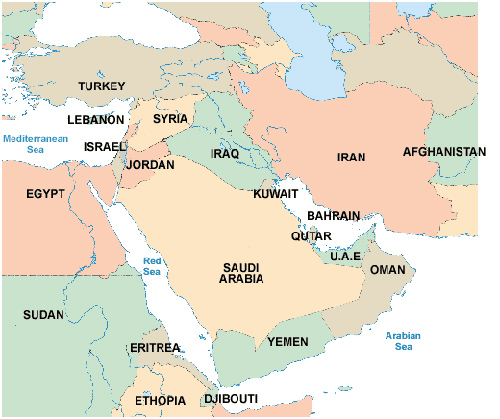 TURKEY
LEBANON
SYRIA
Mediterranean
Sea
ISRAEL
JORDAN
IRAQ
IRAN
AFGHANISTAN
EGYPT
KUWAIT
BAHRAIN
QUTAR
U.A.E.
Red
Sea
SAUDI
ARABIA
OMAN
SUDAN
YEMEN
Arabian
Sea
ERITREA
ETHIOPIA
DJIBOUTI